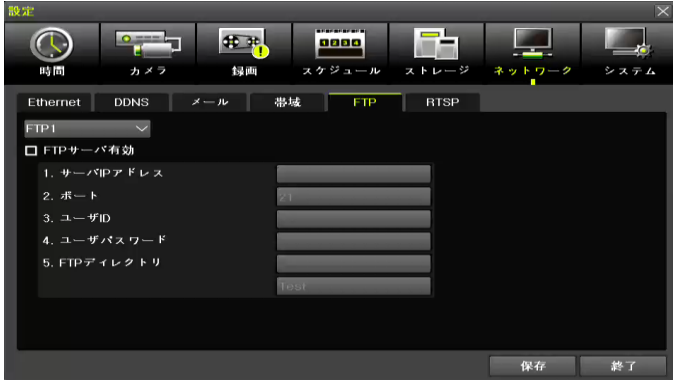 設定
時間 カメラ 録画 スケジュール ストレージ ネットワーク システム
Ethernet DDNS メール 帯域 FTP RTSP
FTP1
FTPサーバ有効
1. サーバIPアドレス
2. ポート 21
3. ユーザID
4. ユーザパスワード
5. FTPディレクトリ
Test
保存 終了